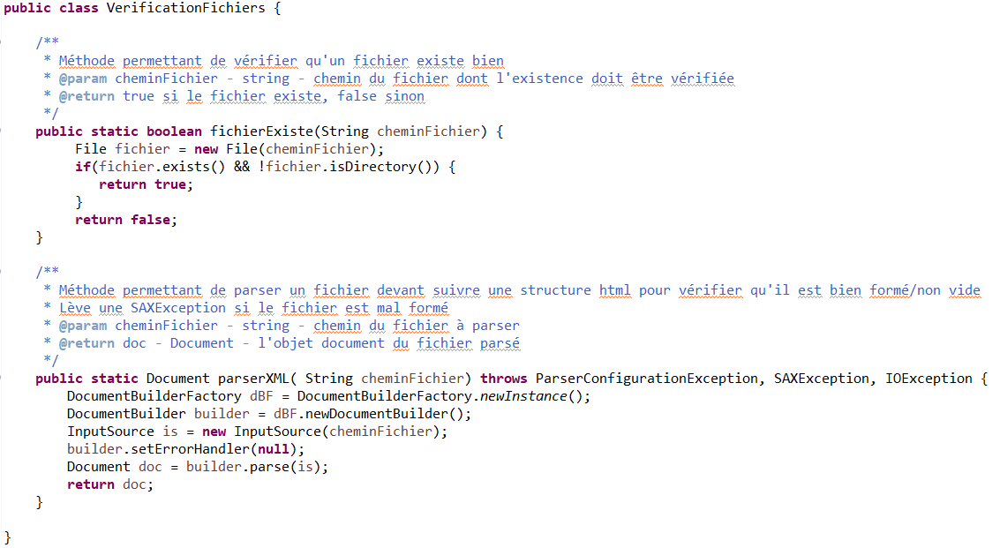 public class VerificationFichiers {
/**
* Méthode permettant de vérifier qu'un fichier existe bien
* @param cheminFichier - string - chemin du fichier dont l'existence doit être vérifiée
* @return true si le fichier existe, false sinon
*/
public static boolean fichierExiste(String cheminFichier) {
File fichier = new File(cheminFichier);
if(fichier.exists() && !fichier.isDirectory()) {
return true;
}
return false;
}
/**
* Méthode permettant de parser un fichier devant suivre une structure html pour vérifier qu'il est bien formé/non vide
* Lève une SAXException si le fichier est mal formé
* @param cheminFichier - string - chemin du fichier à parser
* @return doc - Document - l'objet document du fichier parsé
*/
public static Document parserXML( String cheminFichier) throws ParserConfigurationException, SAXException, IOException {
DocumentBuilderFactory dBF = DocumentBuilderFactory.newInstance();
DocumentBuilder builder = dBF.newDocumentBuilder();
InputSource is = new InputSource(cheminFichier);
builder.setErrorHandler(null);
Document doc = builder.parse(is);
return doc;
}
}